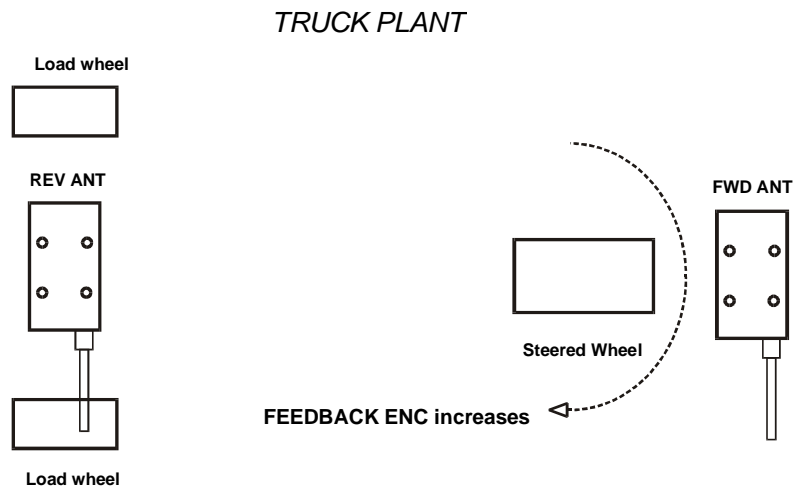 TRUCK PLANT
Load wheel
REV ANT
FWD ANT
Steered Wheel
FEEDBACK ENC increases
Load wheel